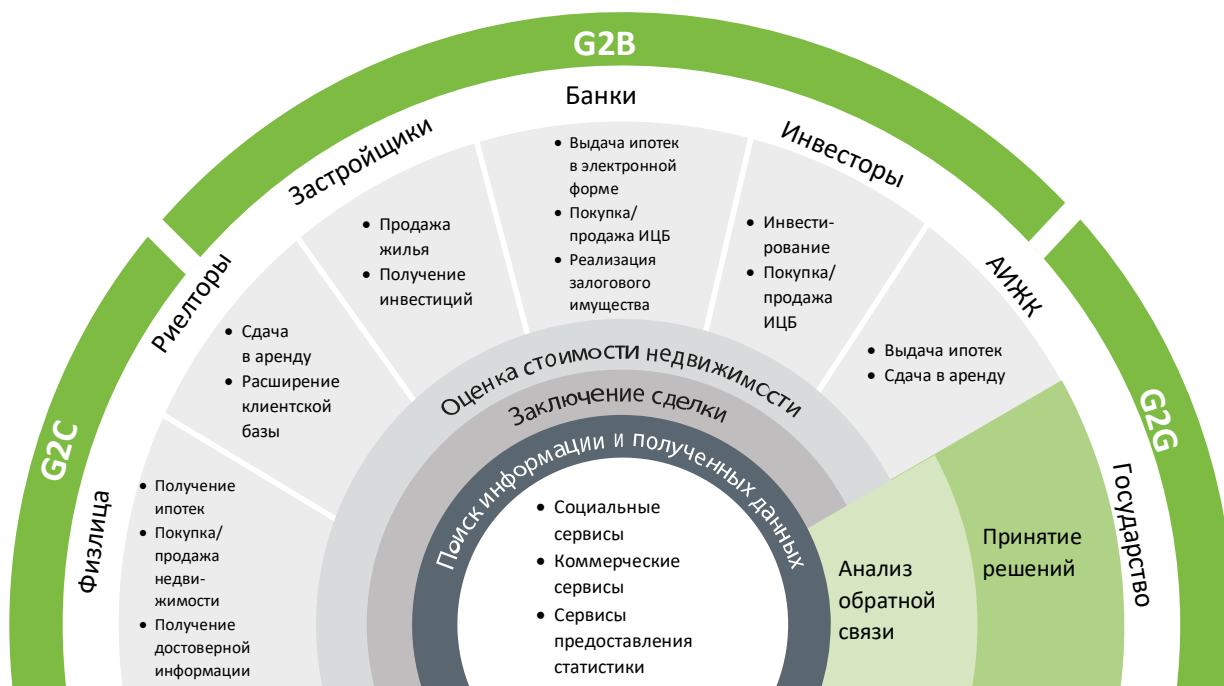 G2B
G2C
G2G
Банки
Застройщики
Инвесторы
Риелторы
АИЖК
Физлица
Государство
• Выдача ипотек
в электронной
форме
• Покупка/
продажа ИЦБ
• Реализация
залогового
имущества
• Продажа
жилья
• Получение
инвестиций
• Инвести-
рование
• Покупка/
продажа
ИЦБ
• Сдача
в аренду
• Расширение
клиентской
базы
• Выдача ипотек
• Сдача в аренду
• Получение
ипотек
• Покупка/
продажа
недви-
жимости
• Получение
достоверной
информации
Оценка стоимости недвижимости
Заключение сделки
Поиск информации и полученных данных
• Социальные
сервисы
• Коммерческие
сервисы
• Сервисы
предоставления
статистики
Анализ
обратной
связи
Принятие
решений